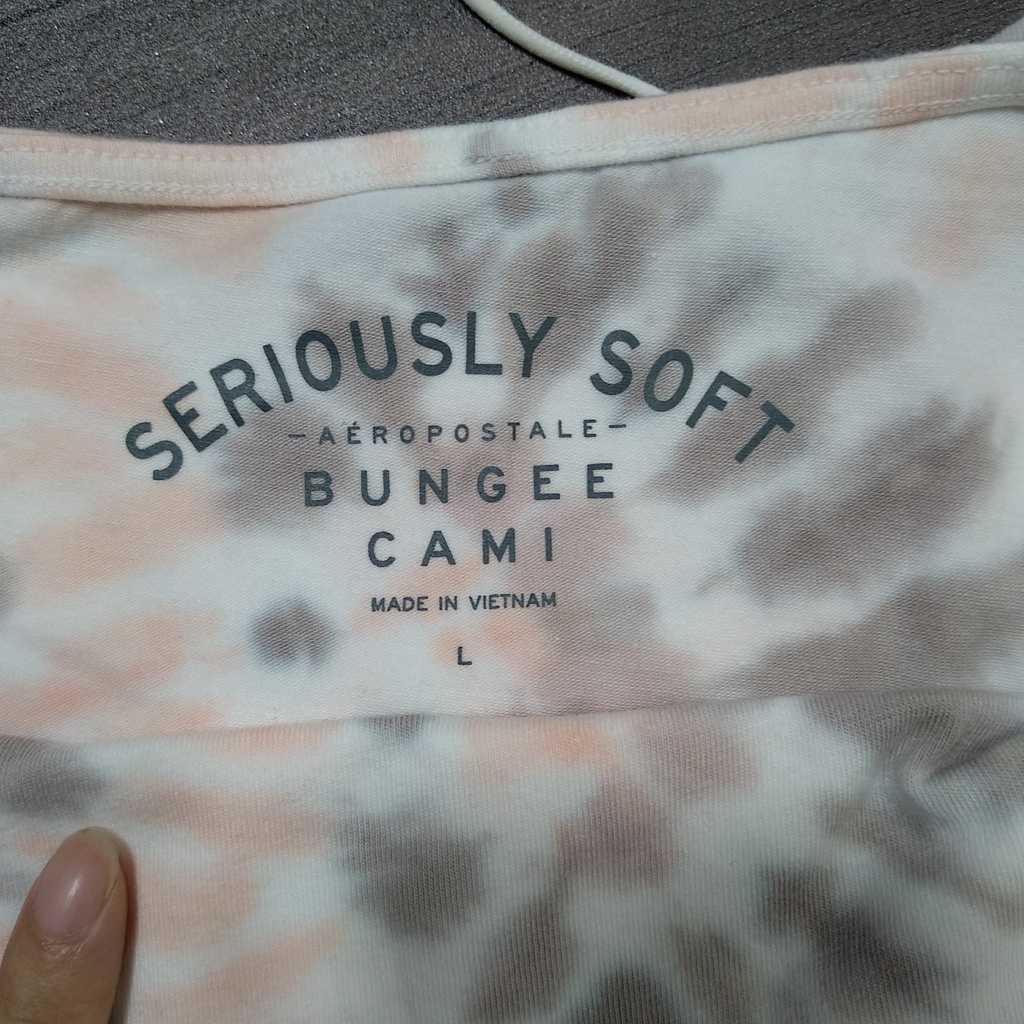 SERIOUSLY SOFT
-AÉROPOSTALE-
BUNGEE
CAMI
MADE IN VIETNAM
L